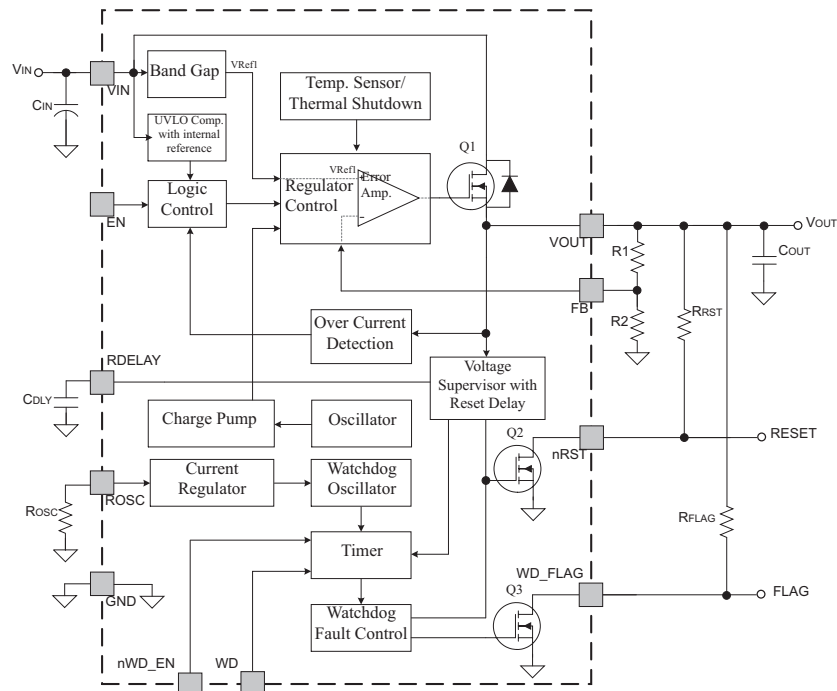 VIN
CIN
VIN
Band Gap
VRef1
Temp. Sensor/
Thermal Shutdown
UVLO Comp.
with internal
reference
EN
Logic
Control
Regulator
Control
VRef1
+
-
Error
Amp.
Q1
VOUT
VOUT
COUT
R1
FB
R2
RRST
Over Current
Detection
RDELAY
CDLY
Voltage
Supervisor with
Reset Delay
Charge Pump
Oscillator
Q2
nRST
RESET
ROSC
ROSC
Current
Regulator
Watchdog
Oscillator
RFLAG
Timer
GND
WD_FLAG
FLAG
Q3
Watchdog
Fault Control
nWD_EN
WD